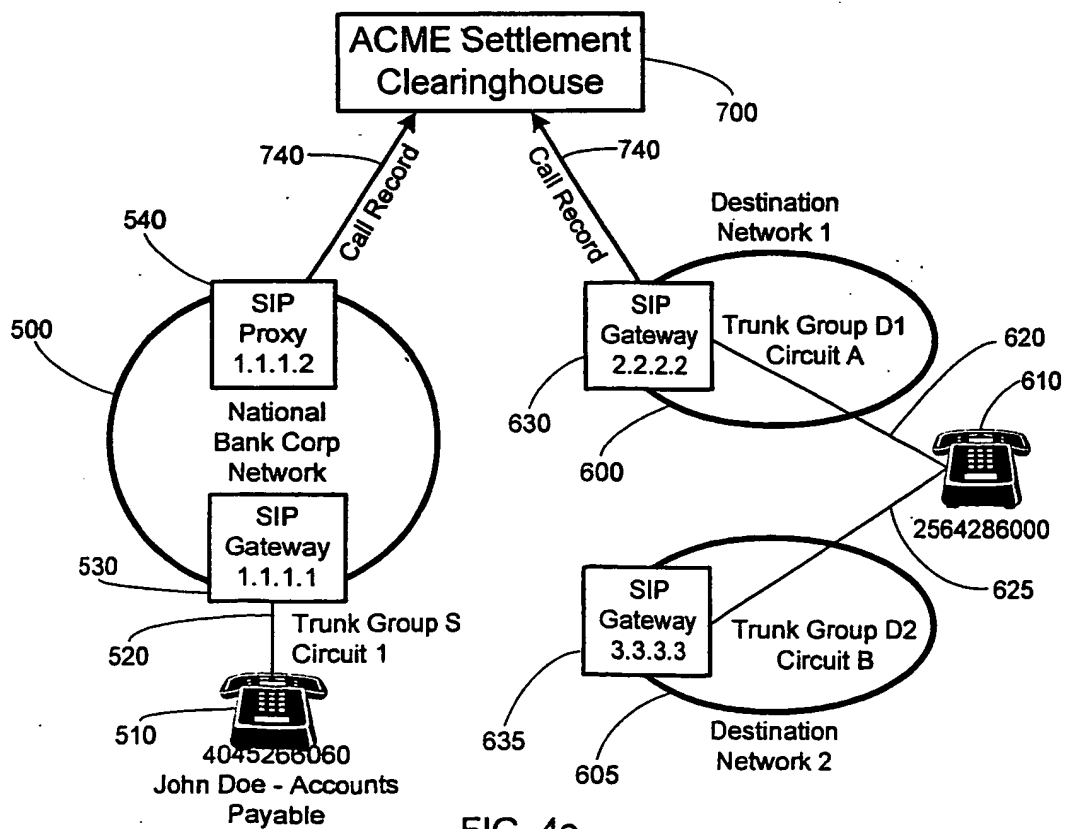 ACME Settlement
Clearinghouse
700
740
Call Record
740
Call Record
540
Destination
Network 1
SIP
Proxy
1.1.1.2
500
SIP
Gateway
2.2.2.2
Trunk Group D1
Circuit A
620
610
National
Bank Corp
Network
630
600
2564286000
SIP
Gateway
1.1.1.1
530
625
SIP
Gateway
3.3.3.3
Trunk Group S
Circuit 1
520
Trunk Group D2
Circuit B
510
4045266060
John Doe - Accounts
Payable
635
605
Destination
Network 2